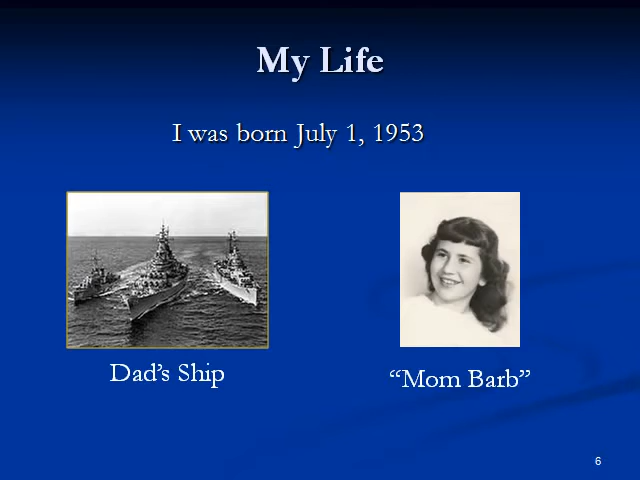 My Life
I was born July 1, 1953
Dad’s Ship
“Mom Barb”
6